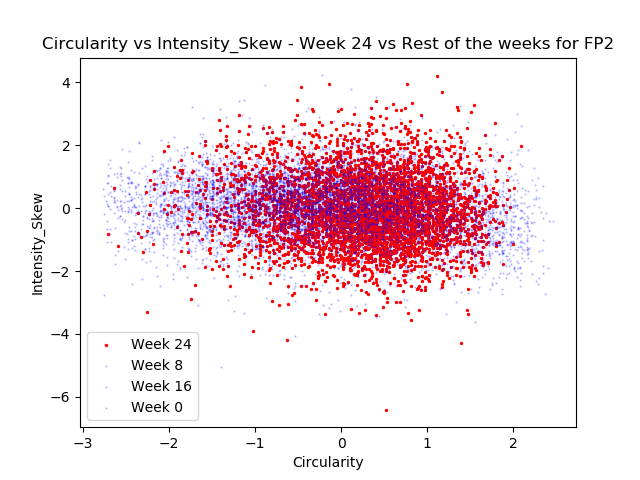 Circularity vs Intensity_Skew - Week 24 vs Rest of the weeks for FP2
Intensity_Skew
4
2
0
−2
−4
−6
Week 24
Week 8
Week 16
Week 0
−3
−2
−1
0
1
2
Circularity